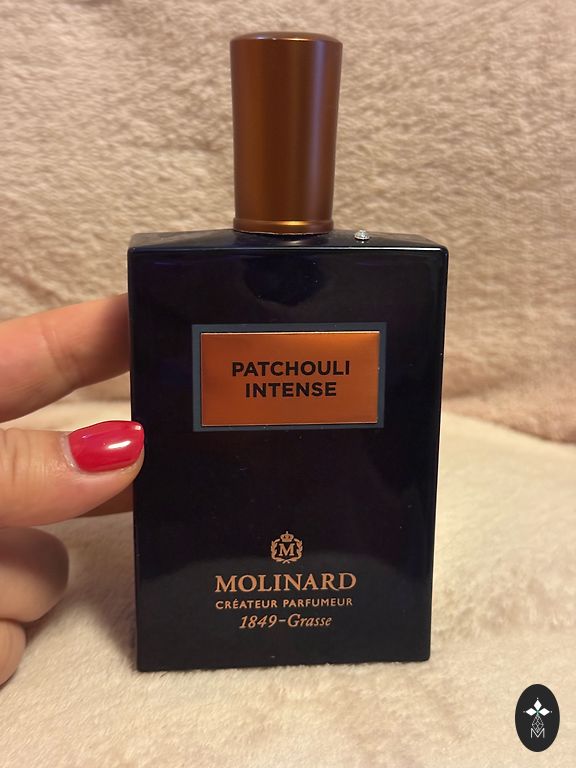 PATCHOULI
INTENSE
M
MOLINARD
CRÉATEUR PARFUMEUR
1849-Grasse
M